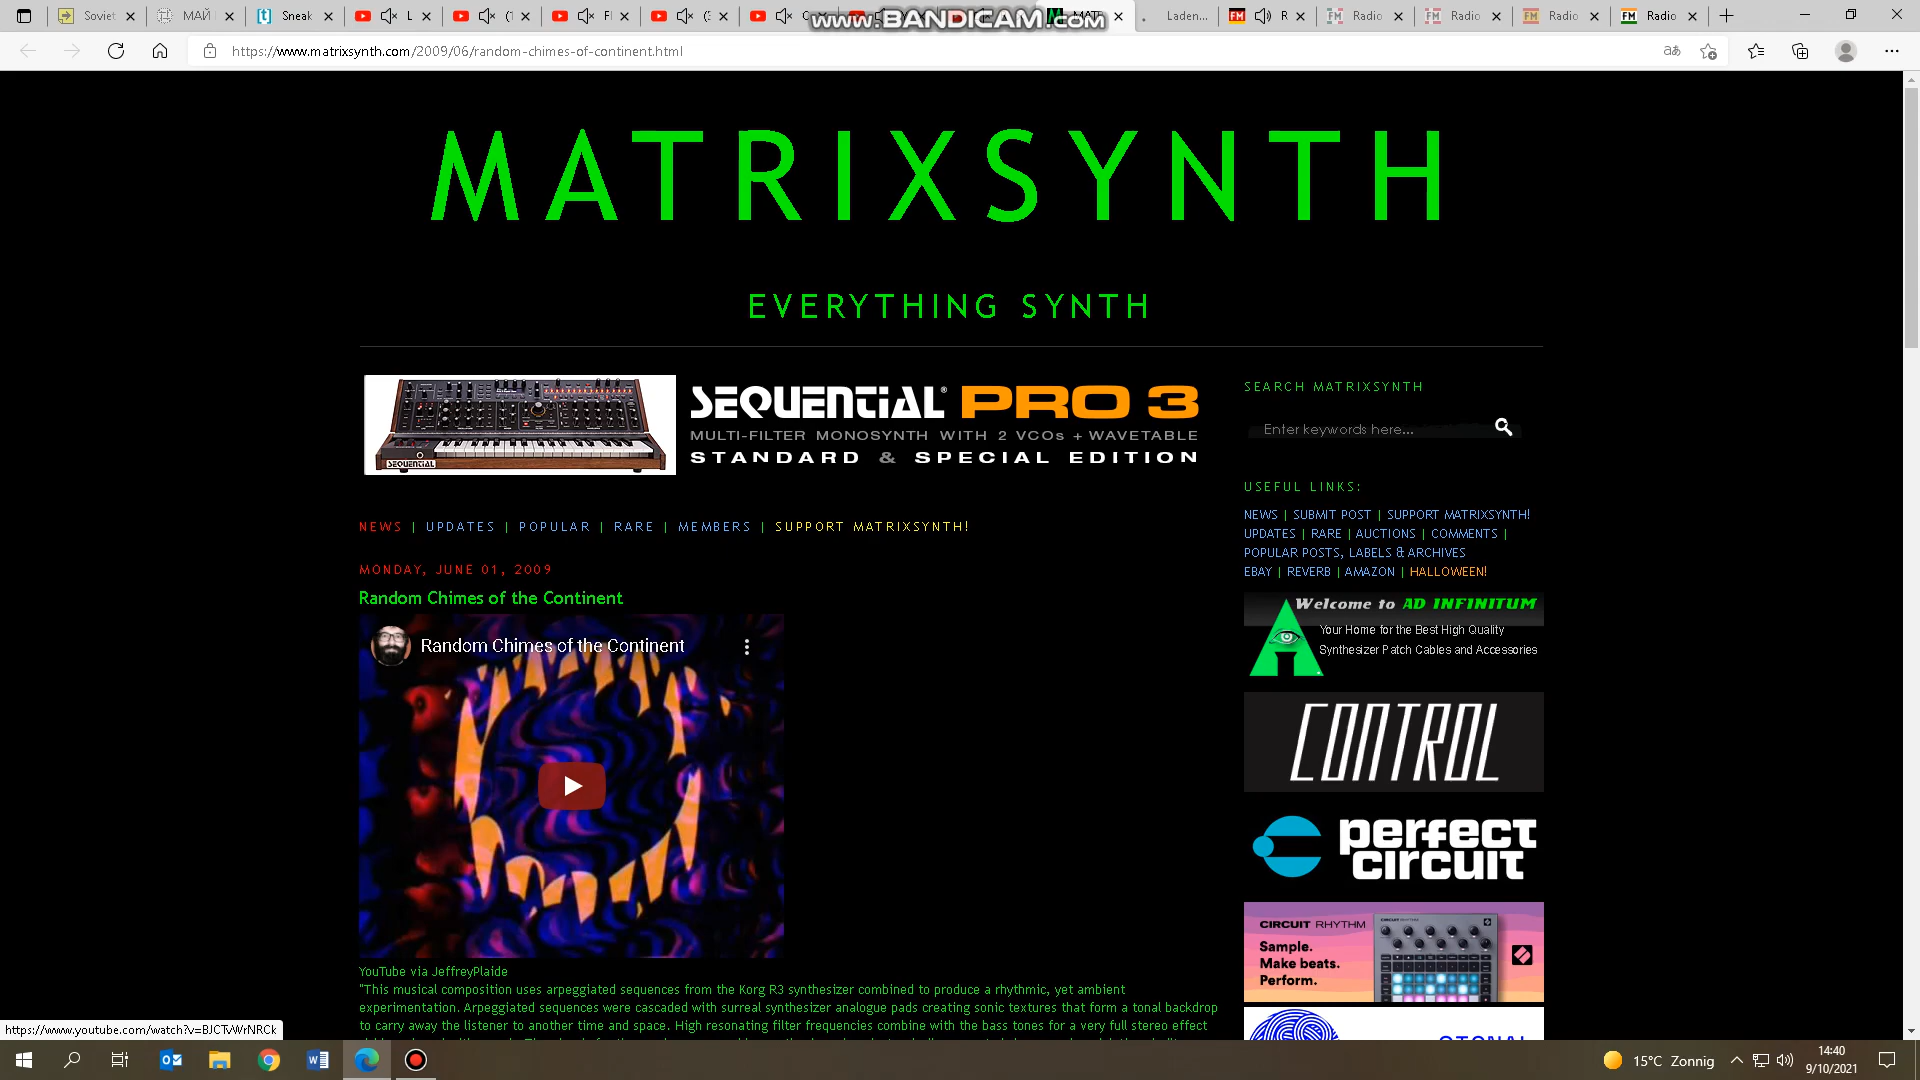 Soviet
МАЙ
Sneak
www.BANDICAM.com
Laden...
Radio
Radio
Radio
Radio
https://www.matrixsynth.com/2009/06/random-chimes-of-continent.html
MATRIXSYNTH
EVERYTHING SYNTH
SEQUENTIAL
SEQUENTIAL® PRO 3
MULTI-FILTER MONOSYNTH WITH 2 VCOs + WAVETABLE
STANDARD & SPECIAL EDITION
SEARCH MATRIXSYNTH
Enter keywords here...
USEFUL LINKS:
NEWS | SUBMIT POST | SUPPORT MATRIXSYNTH!
UPDATES | RARE | AUCTIONS | COMMENTS |
POPULAR POSTS, LABELS & ARCHIVES
EBAY | REVERB | AMAZON | HALLOWEEN!
NEWS | UPDATES | POPULAR | RARE | MEMBERS | SUPPORT MATRIXSYNTH!
MONDAY, JUNE 01, 2009
Random Chimes of the Continent
Random Chimes of the Continent
Welcome to AD INFINITUM
Your Home for the Best High Quality
Synthesizer Patch Cables and Accessories
CONTROL
perfect
circuit
CIRCUIT RHYTHM
Sample.
Make beats.
Perform.
YouTube via JeffreyPlaide
"This musical composition uses arpeggiated sequences from the Korg R3 synthesizer combined to produce a rhythmic, yet ambient
experimentation. Arpeggiated sequences were cascaded with surreal synthesizer analogue pads creating sonic textures that form a tonal backdrop
to carry away the listener to another time and space. High resonating filter frequencies combine with the bass tones for a very full stereo effect
https://www.youtube.com/watch?v=BJCTvWrNRCk
15°C Zonnig
14:40
9/10/2021